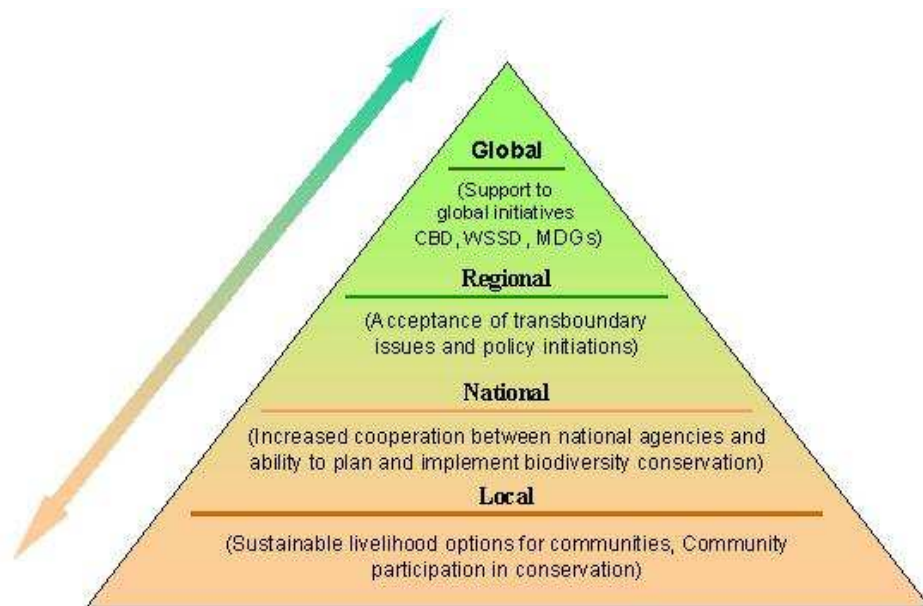 Global
(Support to
global initiatives
CBD, WSSD, MDGs)
Regional
(Acceptance of transboundary
issues and policy initiations)
National
(Increased cooperation between national agencies and
ability to plan and implement biodiversity conservation)
Local
(Sustainable livelihood options for communities, Community
participation in conservation)